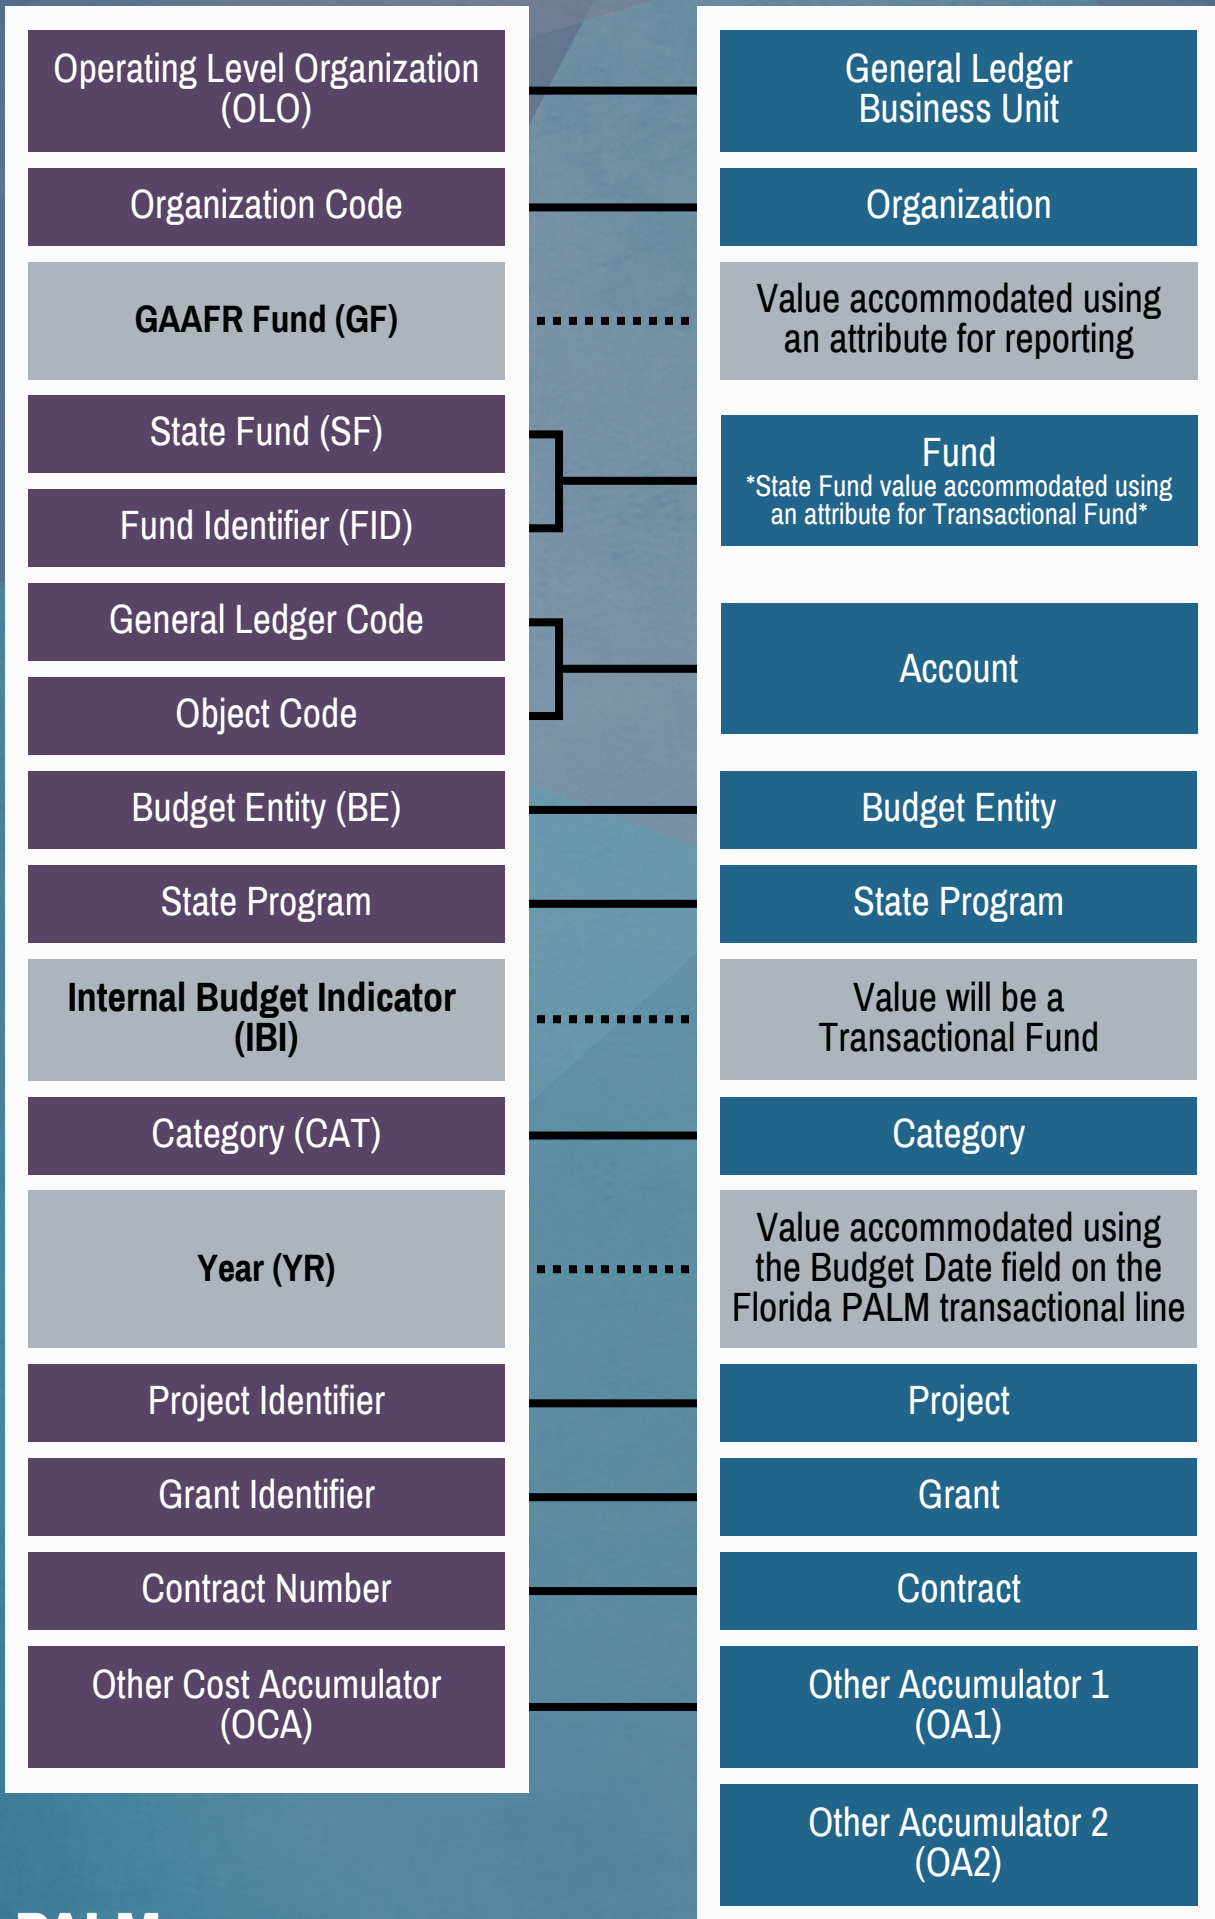 Operating Level Organization
(OLO)
General Ledger
Business Unit
Organization Code
Organization
GAAFR Fund (GF)
Value accommodated using
an attribute for reporting
State Fund (SF)
Fund Identifier (FID)
Fund
*State Fund value accommodated using
an attribute for Transactional Fund*
General Ledger Code
Object Code
Account
Budget Entity (BE)
Budget Entity
State Program
State Program
Internal Budget Indicator
(IBI)
Value will be a
Transactional Fund
Category (CAT)
Category
Year (YR)
Value accommodated using
the Budget Date field on the
Florida PALM transactional line
Project Identifier
Project
Grant Identifier
Grant
Contract Number
Contract
Other Cost Accumulator
(OCA)
Other Accumulator 1
(OA1)
Other Accumulator 2
(OA2)
PALM